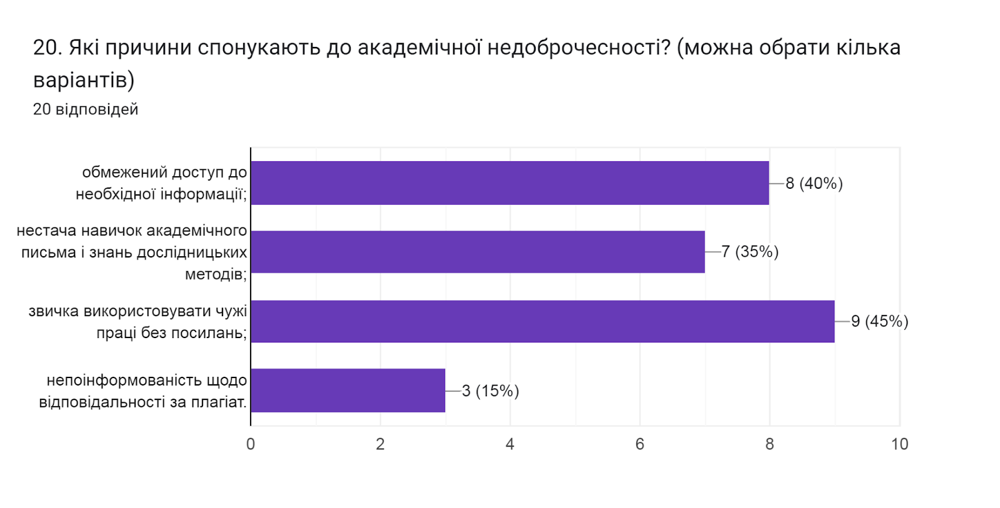 20. Які причини спонукають до академічної недоброчесності? (можна обрати кілька
варіантів)
20 відповідей
обмежений доступ до
необхідної інформації;
8 (40%)
нестача навичок академічного
письма і знань дослідницьких
методів;
7 (35%)
звичка використовувати чужі
праці без посилань;
9 (45%)
непоінформованість щодо
відповідальності за плагіат.
3 (15%)
0 2 4 6 8 10